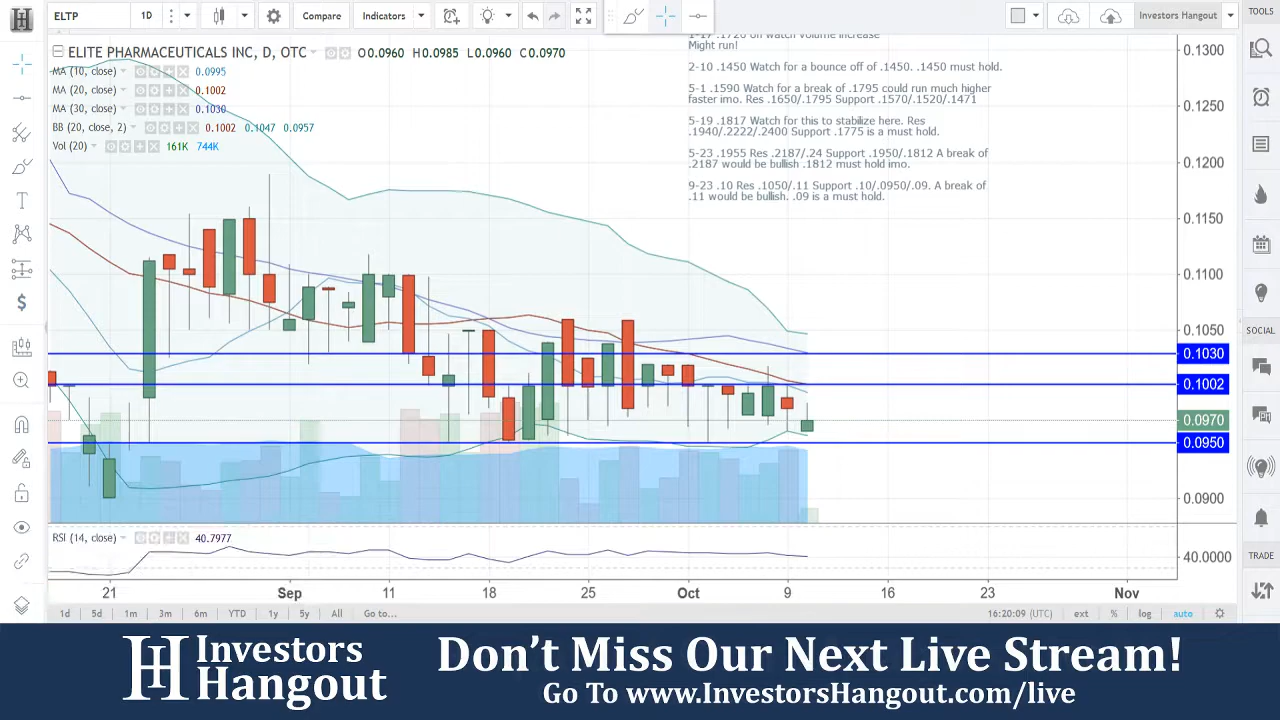 ELTP
1D
Compare
Indicators
Investors Hangout
TOOLS
ELITE PHARMACEUTICALS INC, D, OTC O0.0960 H0.0985 L0.0960 C0.0970
MA (10, close) 0.0995
MA (20, close) 0.1002
MA (30, close) 0.1030
BB (20, close, 2) 0.1002 0.1047 0.0957
Vol (20) 161K 744K
Might run!
2-10 .1450 Watch for a bounce off of .1450. .1450 must hold.
5-1 .1590 Watch for a break of .1795 could run much higher
faster imo. Res .1650/.1795 Support .1570/.1520/.1471
5-19 .1817 Watch for this to stabilize here. Res
.1940/.2222/.2400 Support .1775 is a must hold.
5-23 .1955 Res .2187/.24 Support .1950/.1812 A break of
.2187 would be bullish .1812 must hold imo.
9-23 .10 Res .1050/.11 Support .10/.0950/.09. A break of
.11 would be bullish. .09 is a must hold.
0.1300
0.1250
0.1200
0.1150
0.1100
0.1050
0.1030
0.1002
0.0970
0.0950
0.0900
SOCIAL
TRADE
RSI (14, close) 40.7977
40.0000
21 Sep 11 18 25 Oct 9 16 23 Nov
1d 5d 1m 3m 6m YTD 1y 5y All Go to... 16:20:09 (UTC) ext % log auto
Investors
Hangout
Don't Miss Our Next Live Stream!
Go To www.InvestorsHangout.com/live